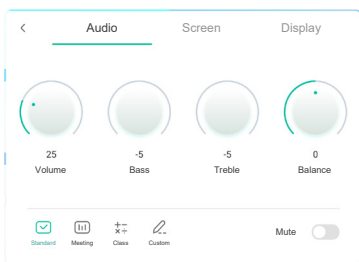 Audio Screen Display
25 -5 -5 0
Volume Bass Treble Balance
Standard Meeting Class Custom Mute